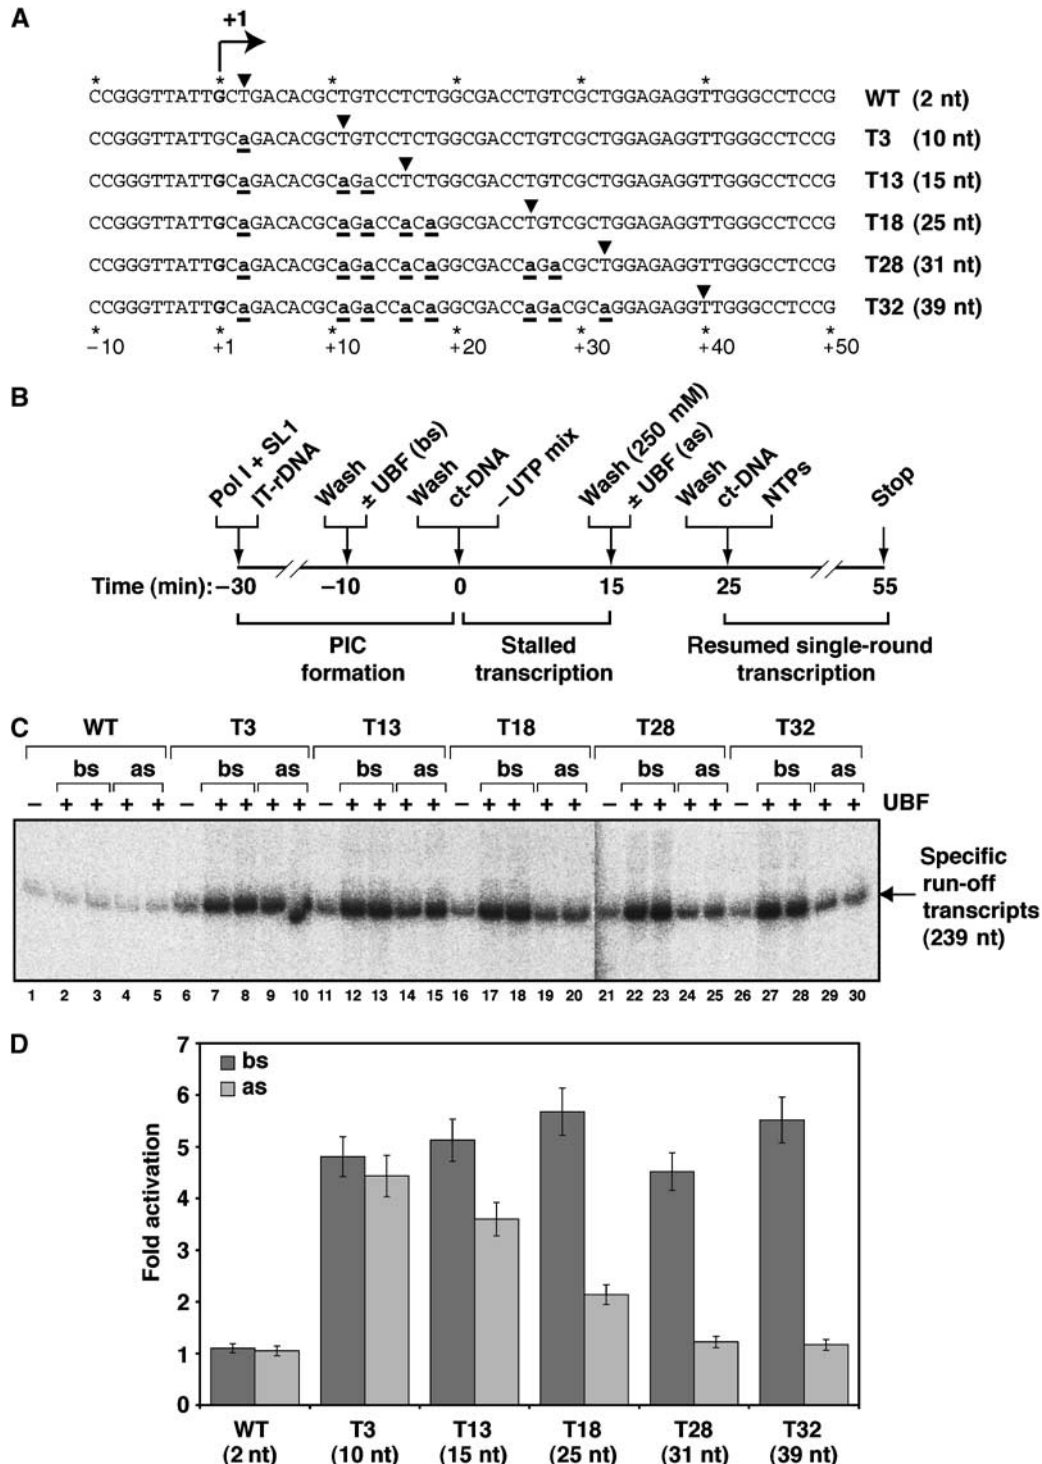 A
+1
* * * * * *
CCGGGTTATTGCTGACACGCTGTCCTCTGGCGACCTGTCGCTGGAGAGGTTGGGCCTCCG WT (2 nt)
CCGGGTTATTGCaGACACGCTGTCCTCTGGCGACCTGTCGCTGGAGAGGTTGGGCCTCCG T3 (10 nt)
CCGGGTTATTGCaGACACGCaGaCCTCTGGCGACCTGTCGCTGGAGAGGTTGGGCCTCCG T13 (15 nt)
CCGGGTTATTGCaGACACGCaGaCCaCaGGCGACCTGTCGCTGGAGAGGTTGGGCCTCCG T18 (25 nt)
CCGGGTTATTGCaGACACGCaGaCCaCaGGCGACCaGaCGCTGGAGAGGTTGGGCCTCCG T28 (31 nt)
CCGGGTTATTGCaGACACGCaGaCCaCaGGCGACCaGaCGCaGGAGAGGTTGGGCCTCCG T32 (39 nt)
* * * * * * *
−10 +1 +10 +20 +30 +40 +50
B
Pol I + SL1
IT-rDNA
Wash
± UBF (bs)
Wash
ct-DNA
−UTP mix
Wash (250 mM)
± UBF (as)
Wash
ct-DNA
NTPs
Stop
Time (min): −30 −10 0 15 25 55
PIC formation
Stalled transcription
Resumed single-round transcription
C
WT T3 T13 T18 T28 T32
bs as bs as bs as bs as bs as bs as
− + + + + − + + + + − + + + + − + + + + − + + + + − + + + + UBF
Specific
run-off
transcripts
(239 nt)
1 2 3 4 5 6 7 8 9 10 11 12 13 14 15 16 17 18 19 20 21 22 23 24 25 26 27 28 29 30
D
Fold activation
7
6
5
4
3
2
1
0
bs
as
WT T3 T13 T18 T28 T32
(2 nt) (10 nt) (15 nt) (25 nt) (31 nt) (39 nt)